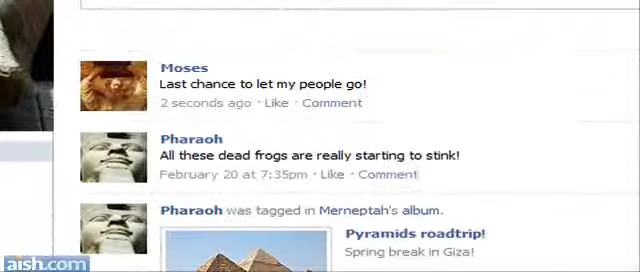 Moses
Last chance to let my people go!
2 seconds ago · Like · Comment
Pharaoh
All these dead frogs are really starting to stink!
February 20 at 7:35pm · Like · Comment
Pharaoh was tagged in Merneptah's album.
Pyramids roadtrip!
Spring break in Giza!
aish.com